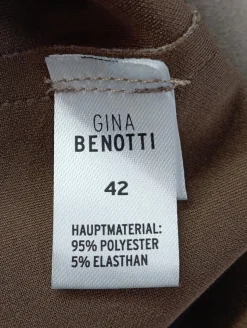 GINA
BENOTTI
42
HAUPTMATERIAL:
95% POLYESTER
5% ELASTHAN